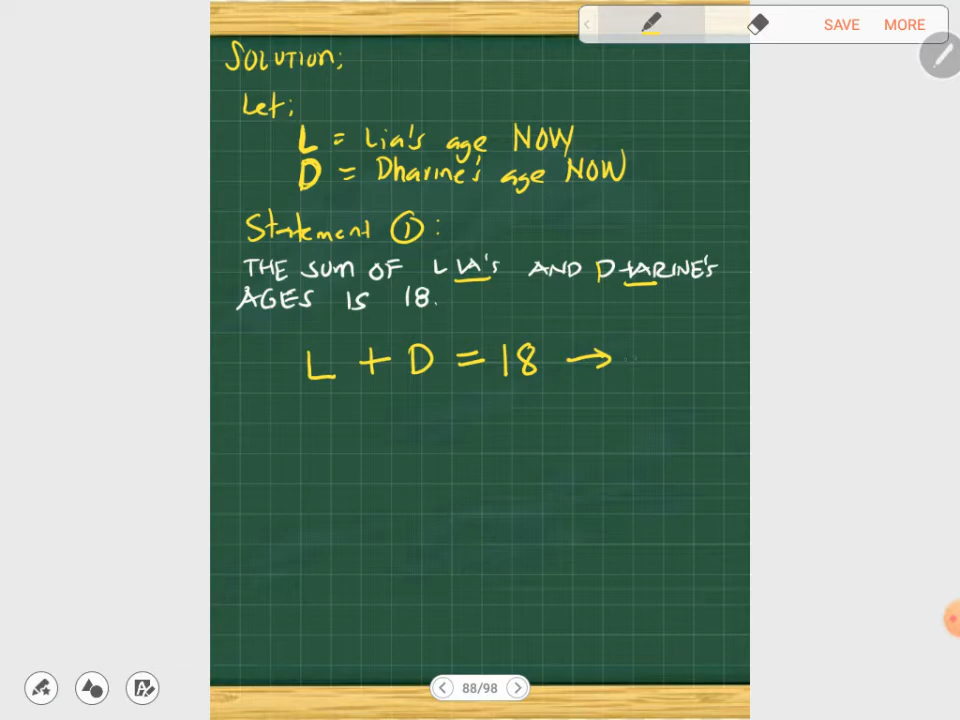 SAVE MORE
SOLUTION;
Let;
L = Lia's age NOW
D = Dharine's age NOW
Statement ①:
THE SUM OF LIA's AND DHARINE's
AGES IS 18.
L + D = 18 →
88/98